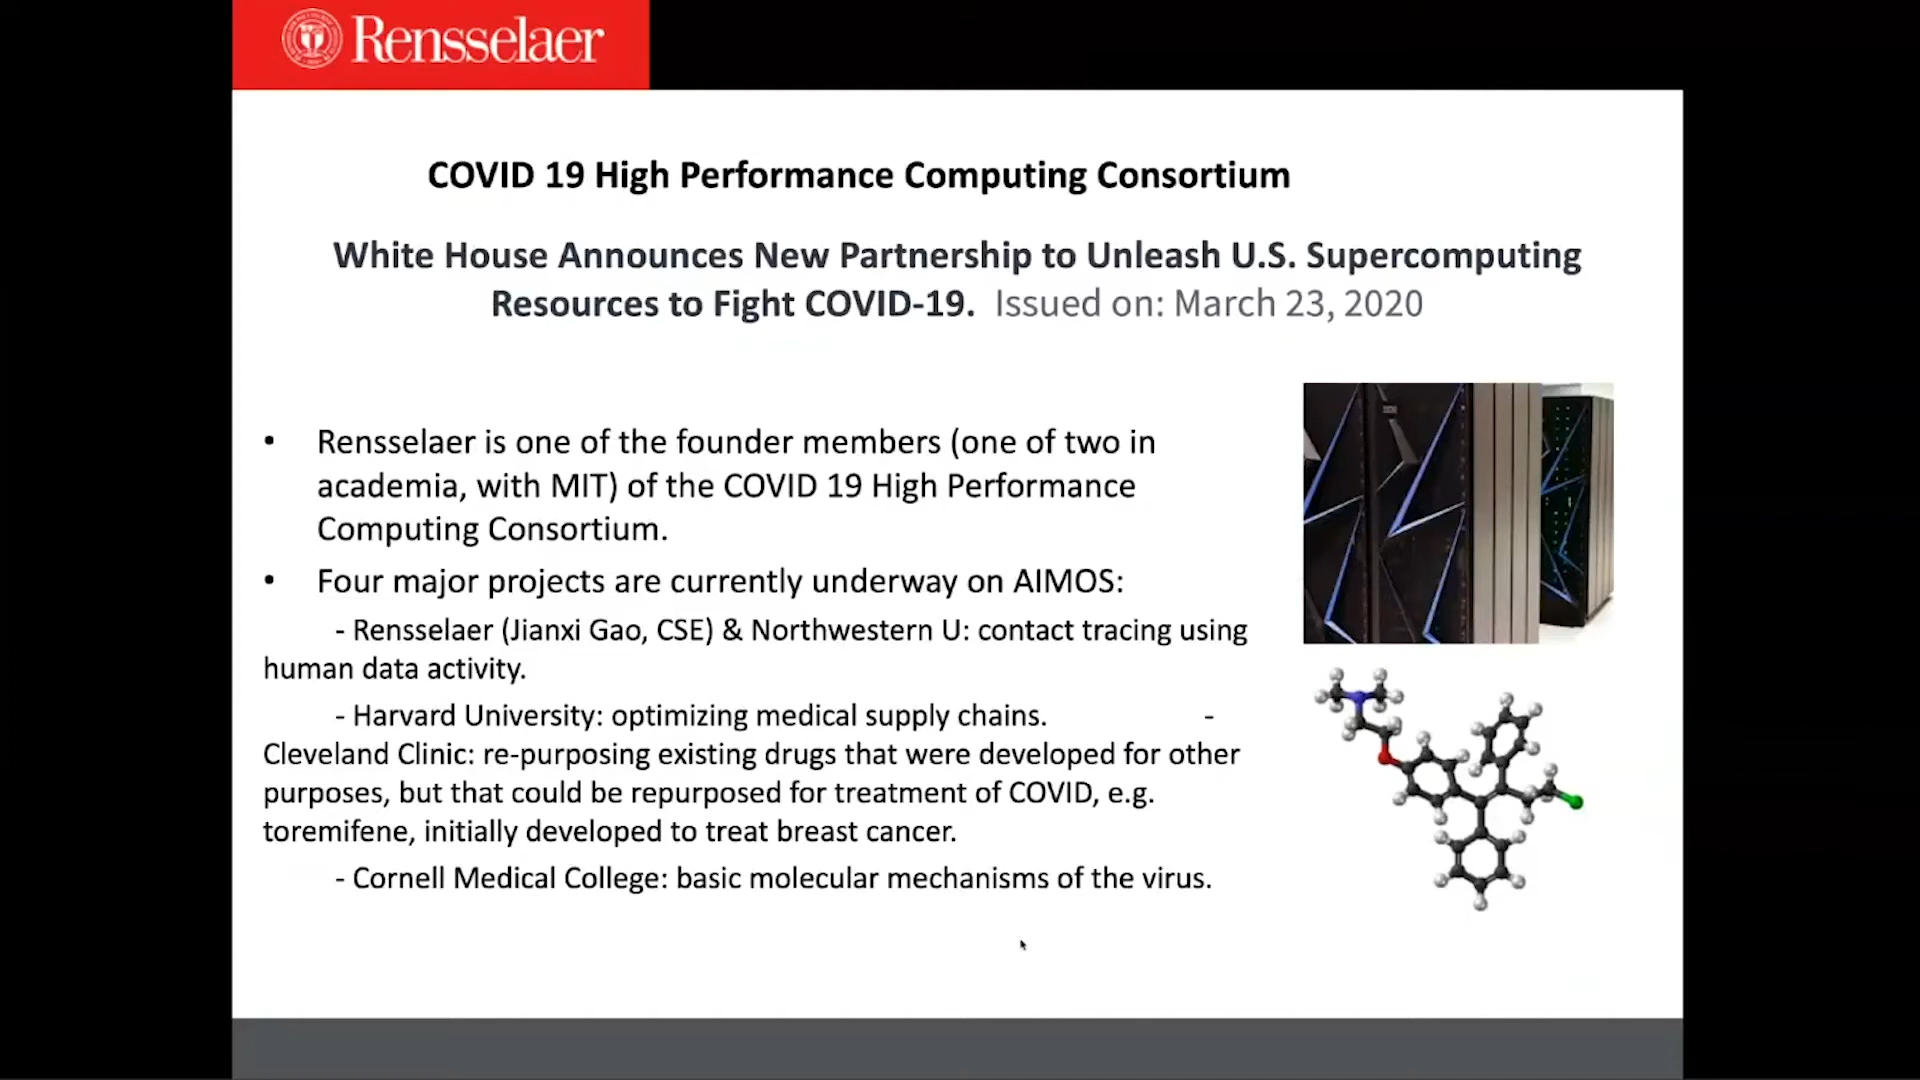 Rensselaer
COVID 19 High Performance Computing Consortium
White House Announces New Partnership to Unleash U.S. Supercomputing
Resources to Fight COVID-19. Issued on: March 23, 2020
• Rensselaer is one of the founder members (one of two in
academia, with MIT) of the COVID 19 High Performance
Computing Consortium.
• Four major projects are currently underway on AIMOS:
- Rensselaer (Jianxi Gao, CSE) & Northwestern U: contact tracing using
human data activity.
- Harvard University: optimizing medical supply chains. -
Cleveland Clinic: re-purposing existing drugs that were developed for other
purposes, but that could be repurposed for treatment of COVID, e.g.
toremifene, initially developed to treat breast cancer.
- Cornell Medical College: basic molecular mechanisms of the virus.